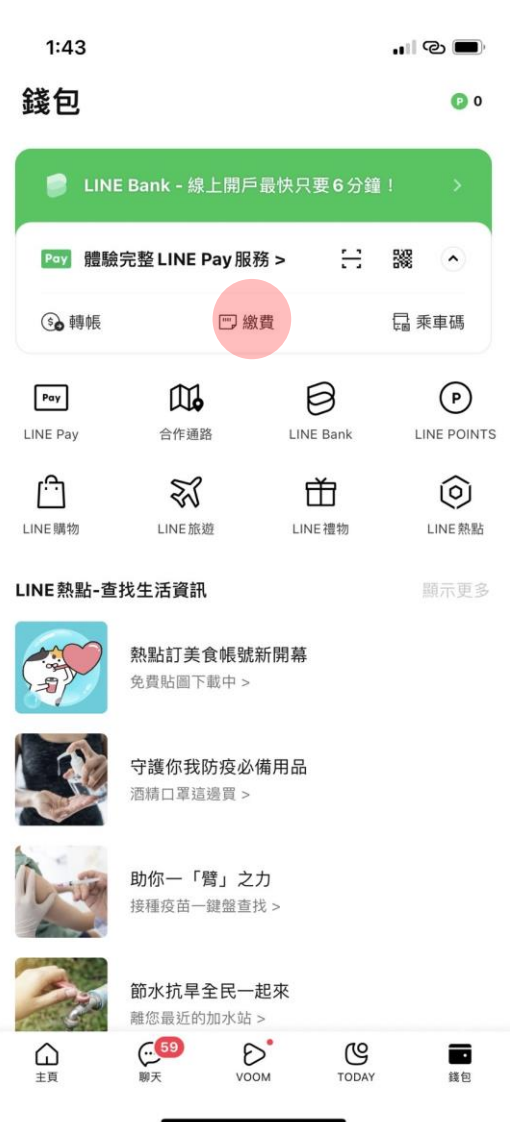 1:43
錢包
P 0
LINE Bank - 線上開戶最快只要6分鐘！ >
Pay 體驗完整 LINE Pay 服務 >
轉帳 繳費 乘車碼
Pay P
LINE Pay 合作通路 LINE Bank LINE POINTS
LINE購物 LINE旅遊 LINE禮物 LINE熱點
LINE熱點-查找生活資訊 顯示更多
熱點訂美食帳號新開幕
免費貼圖下載中 >
守護你我防疫必備用品
酒精口罩這邊買 >
助你一「臂」之力
接種疫苗一鍵盤查找 >
節水抗旱全民一起來
離您最近的加水站 >
59
主頁 聊天 VOOM TODAY 錢包